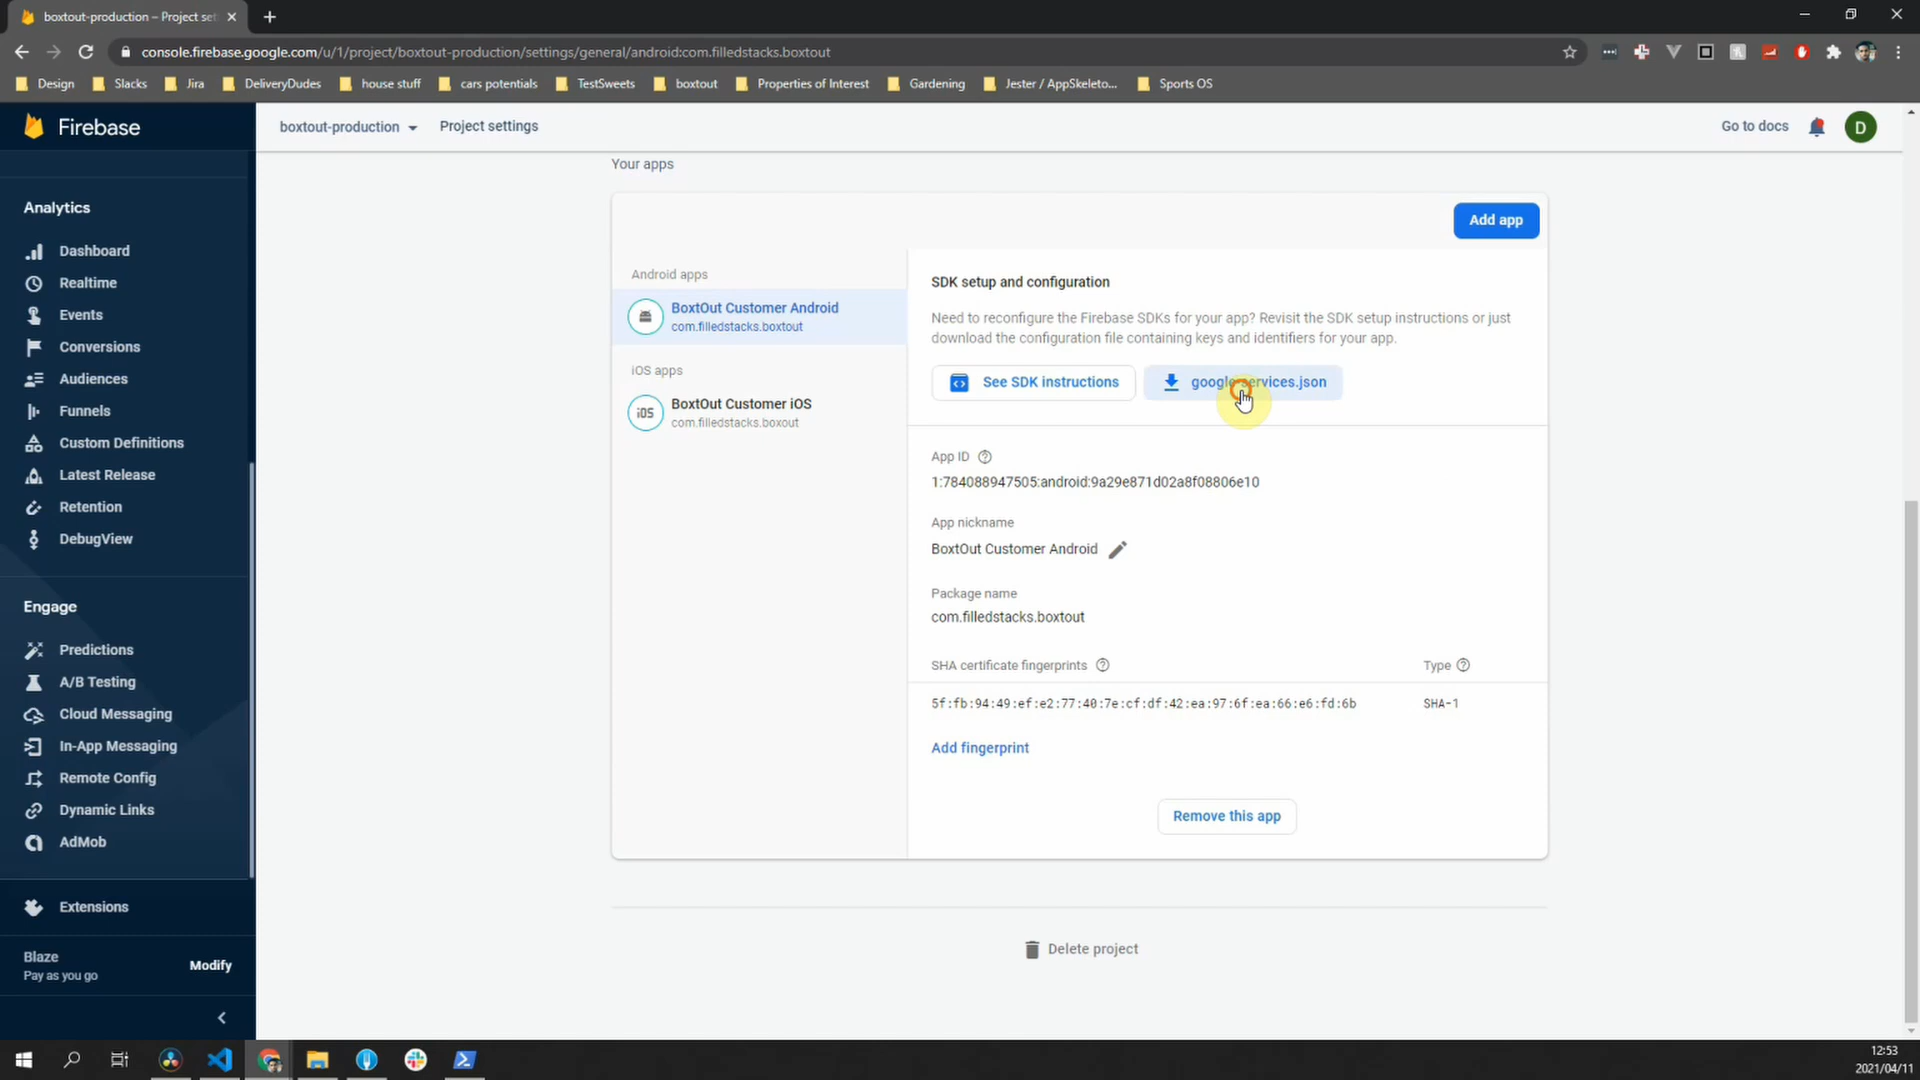 boxtout-production – Project set
console.firebase.google.com/u/1/project/boxtout-production/settings/general/android:com.filledstacks.boxtout
Design
Slacks
Jira
DeliveryDudes
house stuff
cars potentials
TestSweets
boxtout
Properties of Interest
Gardening
Jester / AppSkeleto...
Sports OS
Firebase
boxtout-production
Project settings
Go to docs
D
Your apps
Analytics
Dashboard
Realtime
Events
Conversions
Audiences
Funnels
Custom Definitions
Latest Release
Retention
DebugView
Engage
Predictions
A/B Testing
Cloud Messaging
In-App Messaging
Remote Config
Dynamic Links
AdMob
Extensions
Blaze
Pay as you go
Modify
Add app
Android apps
BoxtOut Customer Android
com.filledstacks.boxtout
iOS apps
iOS
BoxtOut Customer iOS
com.filledstacks.boxout
SDK setup and configuration
Need to reconfigure the Firebase SDKs for your app? Revisit the SDK setup instructions or just
download the configuration file containing keys and identifiers for your app.
See SDK instructions
google-services.json
App ID
1:784088947505:android:9a29e871d02a8f08806e10
App nickname
BoxtOut Customer Android
Package name
com.filledstacks.boxtout
SHA certificate fingerprints
Type
5f:fb:94:49:ef:e2:77:40:7e:cf:df:42:ea:97:6f:ea:66:e6:fd:6b
SHA-1
Add fingerprint
Remove this app
Delete project
12:53
2021/04/11